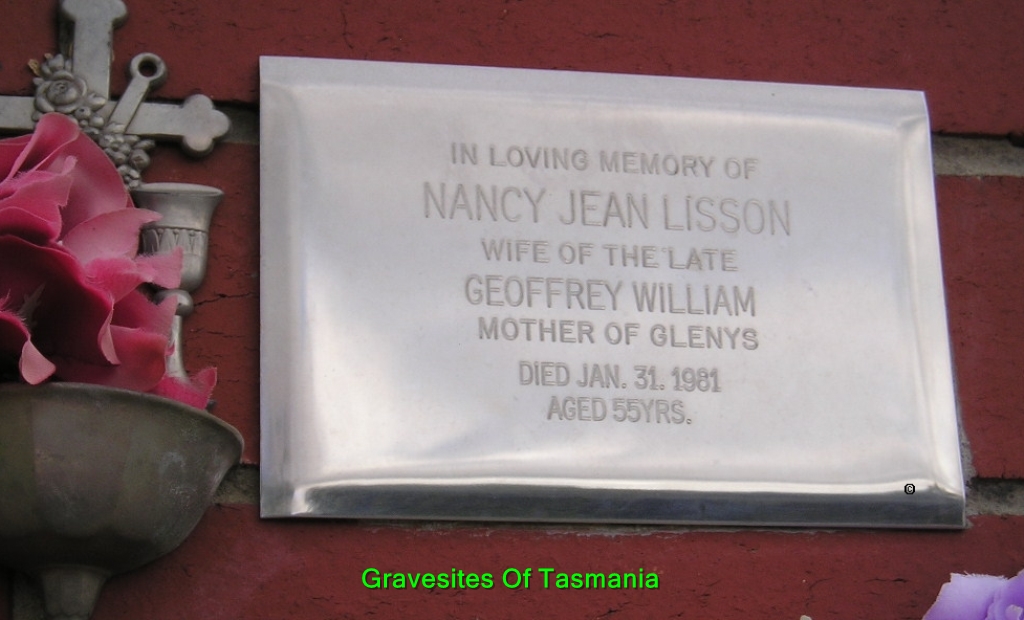 IN LOVING MEMORY OF
NANCY JEAN LISSON
WIFE OF THE LATE
GEOFFREY WILLIAM
MOTHER OF GLENYS
DIED JAN. 31. 1981
AGED 55YRS.
©
Gravesites Of Tasmania